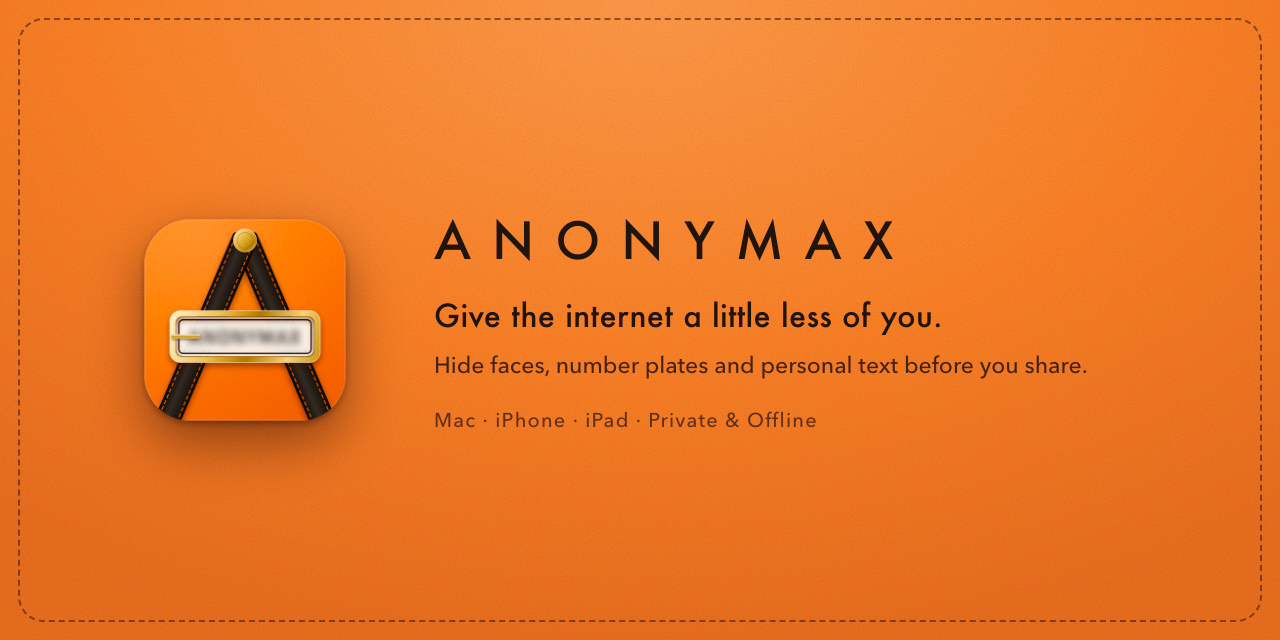 ANONYMAX
Give the internet a little less of you.
Hide faces, number plates and personal text before you share.
Mac · iPhone · iPad · Private & Offline